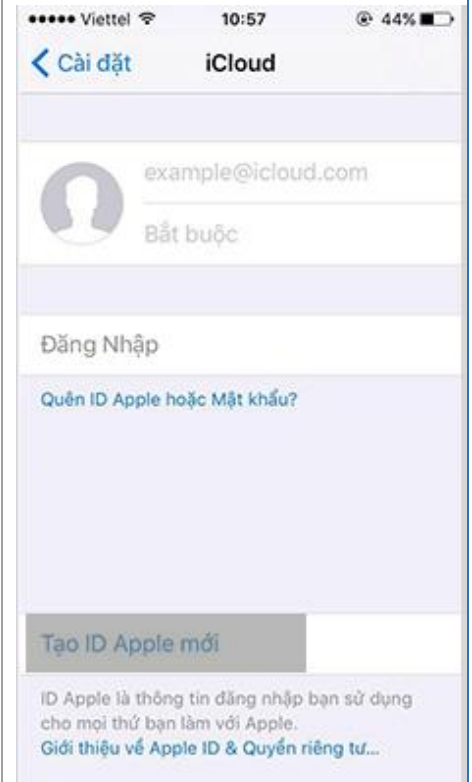 Viettel 10:57 44%
Cài đặt iCloud
example@icloud.com
Bắt buộc
Đăng Nhập
Quên ID Apple hoặc Mật khẩu?
Tạo ID Apple mới
ID Apple là thông tin đăng nhập bạn sử dụng
cho mọi thứ bạn làm với Apple.
Giới thiệu về Apple ID & Quyền riêng tư...